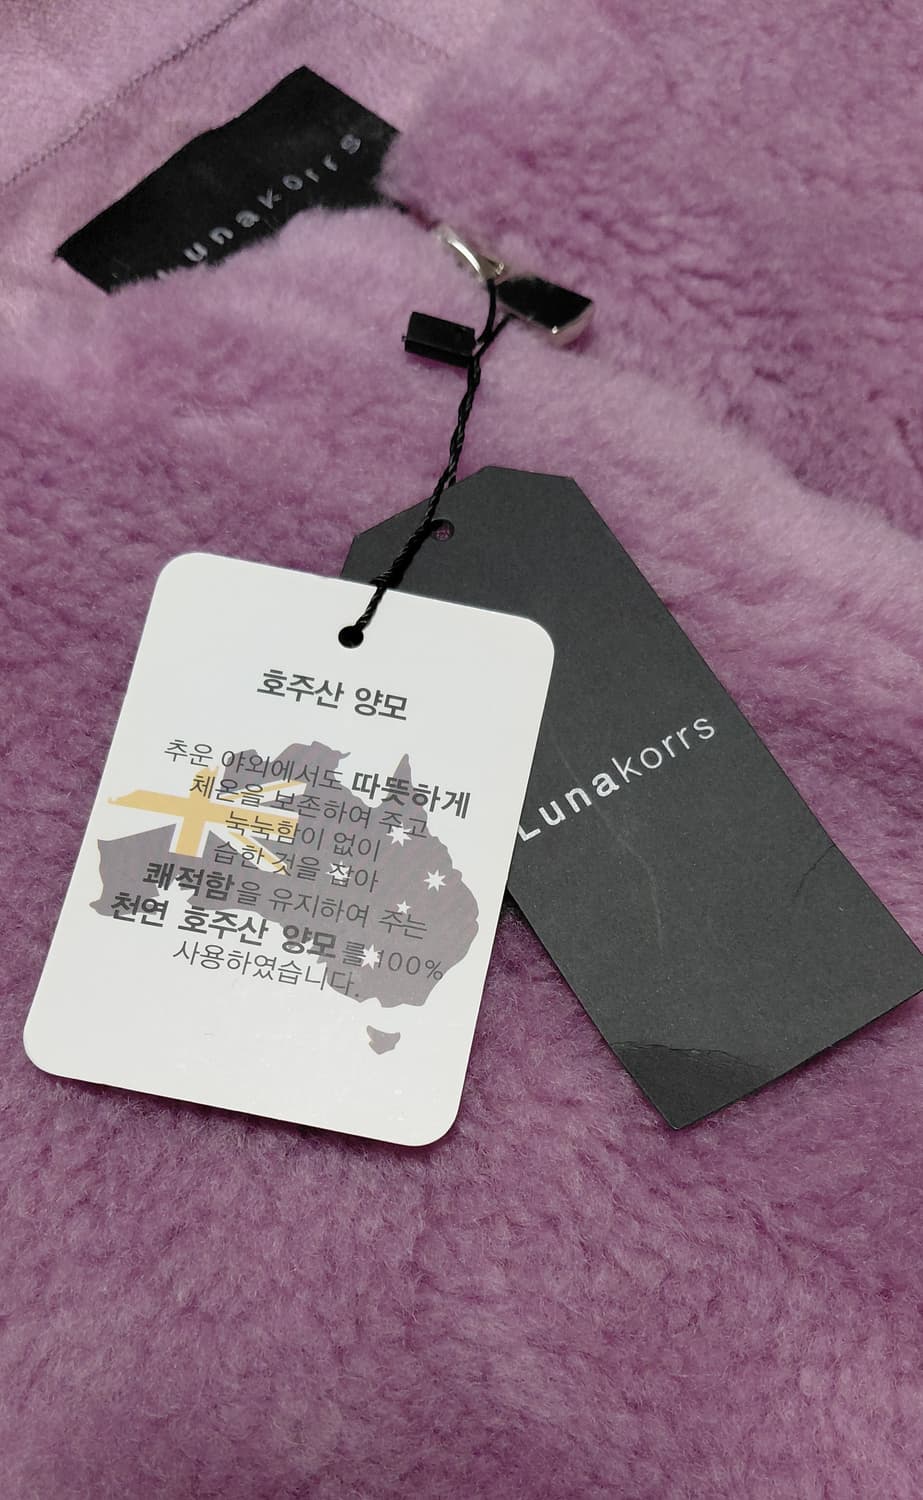 Lunakorrs
호주산 양모
추운 야외에서도 따뜻하게
체온을 보존하여 주고
눅눅함이 없이
습한 것을 잡아
쾌적함을 유지하여 주는
천연 호주산 양모를 100%
사용하였습니다.
Lunakorrs